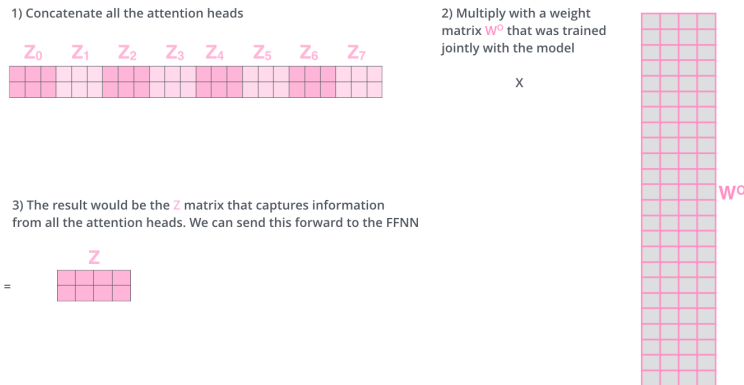 1) Concatenate all the attention heads
Z0 Z1 Z2 Z3 Z4 Z5 Z6 Z7
2) Multiply with a weight
matrix W^O that was trained
jointly with the model
X
W^O
3) The result would be the Z matrix that captures information
from all the attention heads. We can send this forward to the FFNN
Z
=